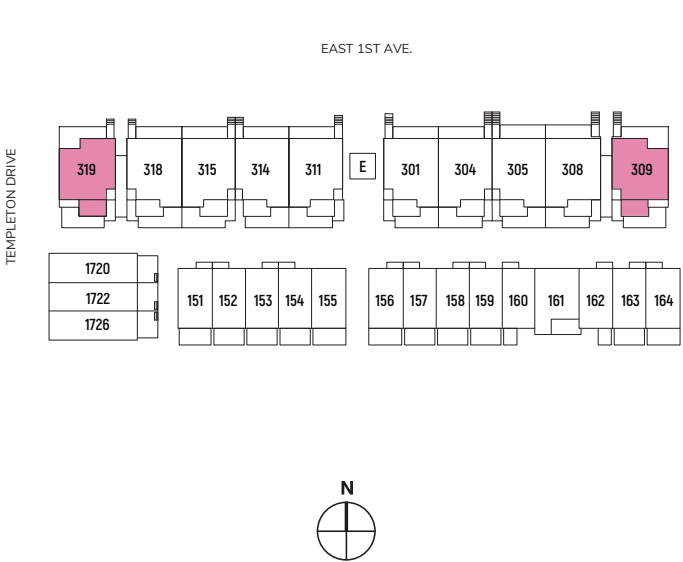 EAST 1ST AVE.
TEMPLETON DRIVE
319 318 315 314 311 E 301 304 305 308 309
1720
1722
1726
151 152 153 154 155 156 157 158 159 160 161 162 163 164
N